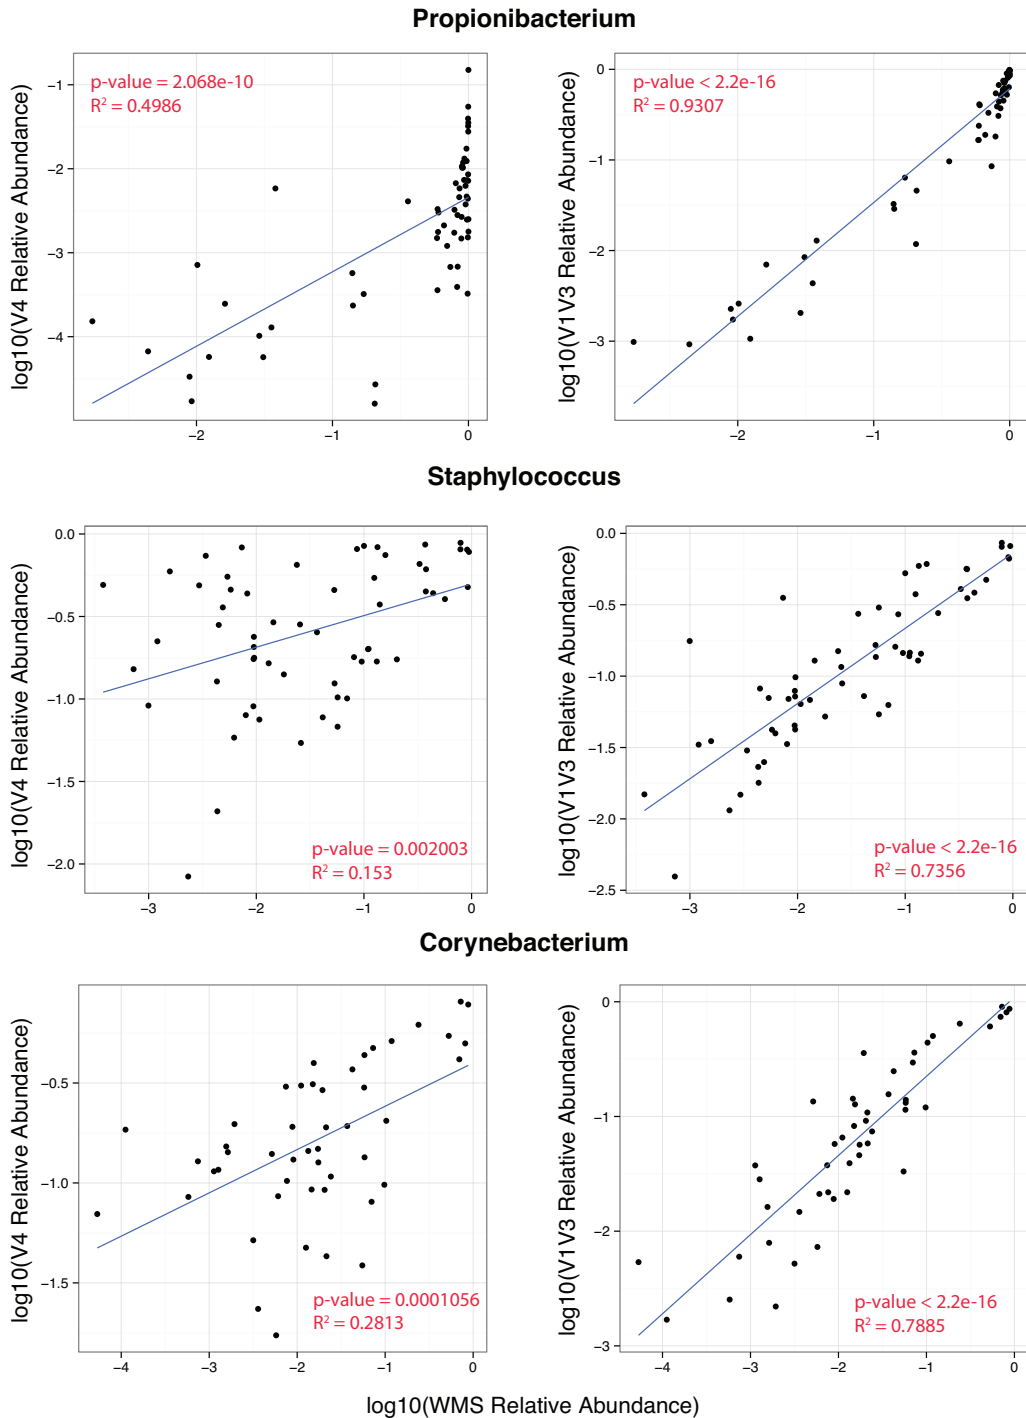 Propionibacterium
log10(V4 Relative Abundance)
p-value = 2.068e-10
R² = 0.4986
−1
−2
−3
−4
−2
−1
0
log10(V1V3 Relative Abundance)
p-value < 2.2e-16
R² = 0.9307
0
−1
−2
−3
−2
−1
0
Staphylococcus
log10(V4 Relative Abundance)
0.0
−0.5
−1.0
−1.5
−2.0
p-value = 0.002003
R² = 0.153
−3
−2
−1
0
log10(V1V3 Relative Abundance)
0.0
−0.5
−1.0
−1.5
−2.0
−2.5
p-value < 2.2e-16
R² = 0.7356
−3
−2
−1
0
Corynebacterium
log10(V4 Relative Abundance)
−0.5
−1.0
−1.5
p-value = 0.0001056
R² = 0.2813
−4
−3
−2
−1
0
log10(V1V3 Relative Abundance)
0
−1
−2
−3
p-value < 2.2e-16
R² = 0.7885
−4
−3
−2
−1
0
log10(WMS Relative Abundance)